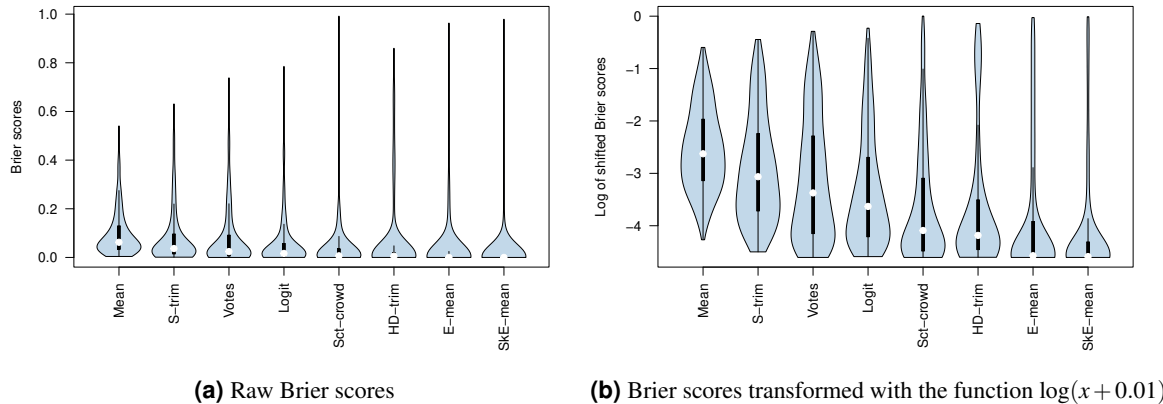 Brier scores
1.0
0.8
0.6
0.4
0.2
0.0
Mean
S−trim
Votes
Logit
Sct−crowd
HD−trim
E−mean
SkE−mean
(a) Raw Brier scores
Log of shifted Brier scores
0
−1
−2
−3
−4
Mean
S−trim
Votes
Logit
Sct−crowd
HD−trim
E−mean
SkE−mean
(b) Brier scores transformed with the function log(x + 0.01)